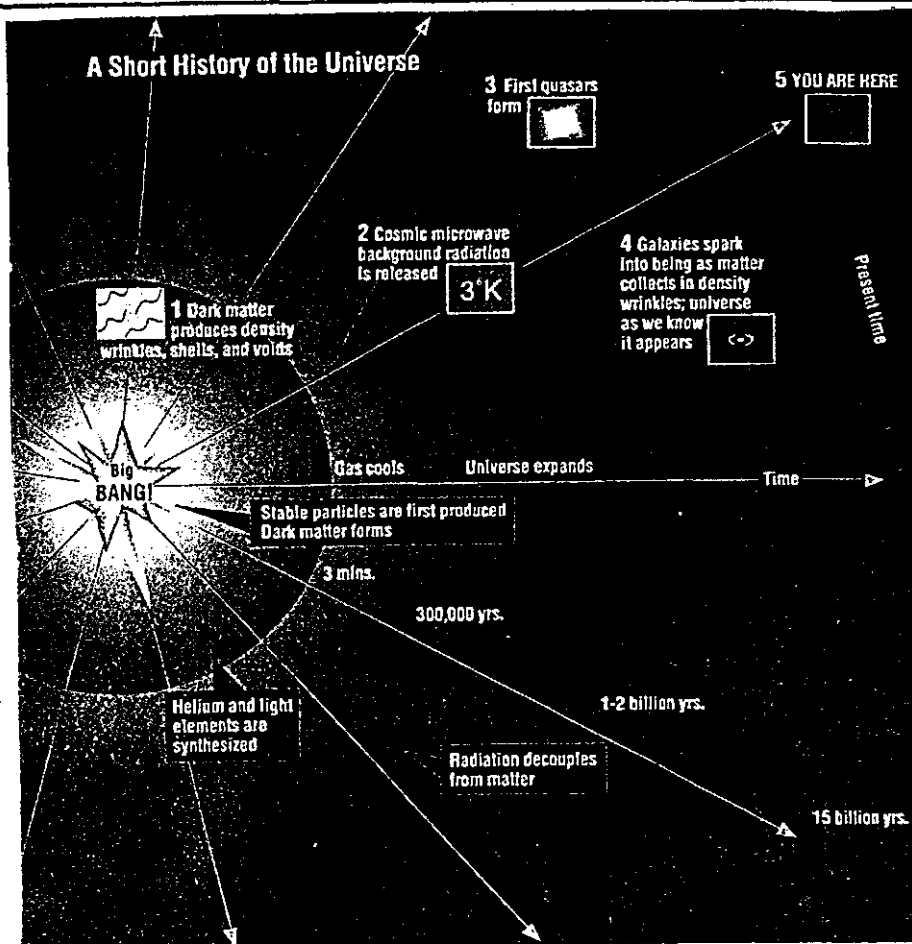 A Short History of the Universe
3 First quasars
form
5 YOU ARE HERE
2 Cosmic microwave
background radiation
is released
3°K
4 Galaxies spark
into being as matter
collects in density
wrinkles; universe
as we know
it appears
<->
Present time
1 Dark matter
produces density
wrinkles, shells, and voids
Big
BANG!
Gas cools
Universe expands
Time
Stable particles are first produced
Dark matter forms
3 mins.
300,000 yrs.
Helium and light
elements are
synthesized
1-2 billion yrs.
Radiation decouples
from matter
15 billion yrs.